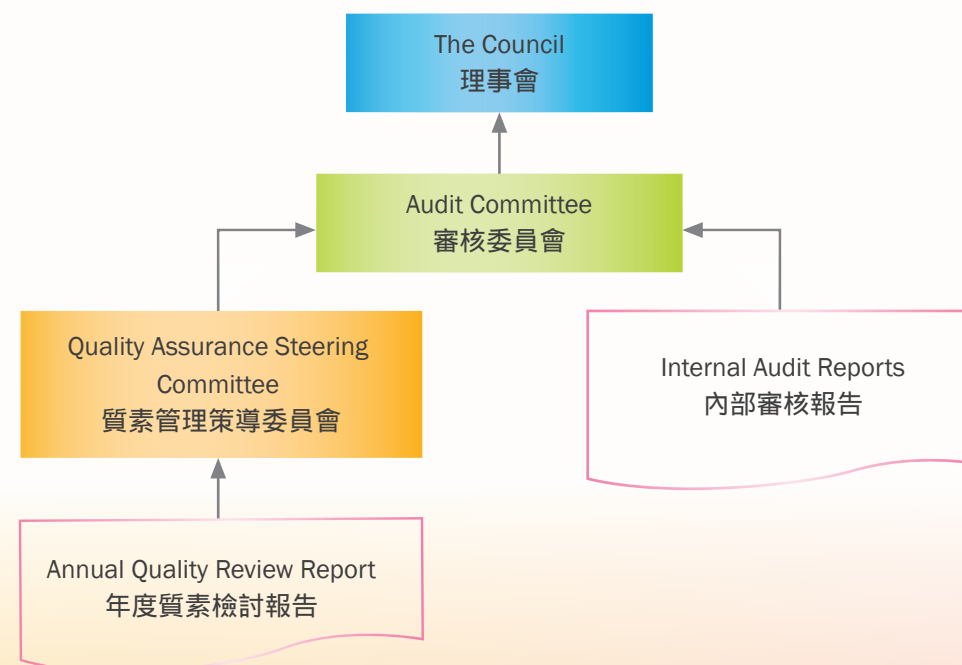 The Council
理事會
Audit Committee
審核委員會
Quality Assurance Steering
Committee
質素管理策導委員會
Internal Audit Reports
內部審核報告
Annual Quality Review Report
年度質素檢討報告